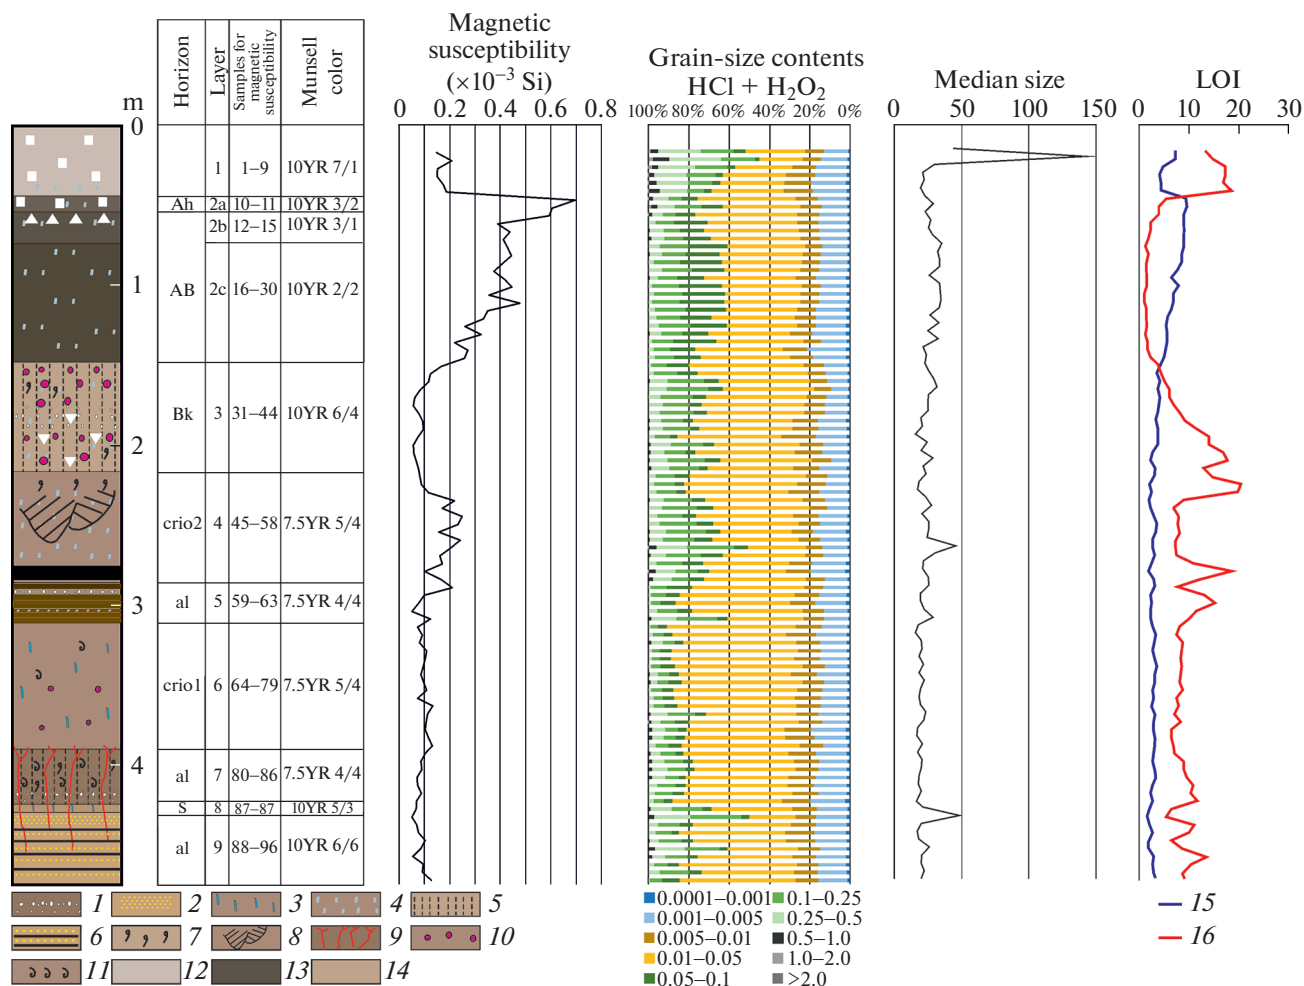 Magnetic
susceptibility
(×10⁻³ Si)
Grain-size contents
HCl + H₂O₂
Median size
LOI
m
Horizon
Layer
Samples for
magnetic
susceptibility
Munsell
color
0 0.2 0.4 0.6 0.8
100% 80% 60% 40% 20% 0%
0 50 100 150
0 10 20 30
0
1
2
3
4
1 1–9 10YR 7/1
Ah 2a 10–11 10YR 3/2
2b 12–15 10YR 3/1
AB 2c 16–30 10YR 2/2
Bk 3 31–44 10YR 6/4
crio2 4 45–58 7.5YR 5/4
al 5 59–63 7.5YR 4/4
crio1 6 64–79 7.5YR 5/4
al 7 80–86 7.5YR 4/4
S 8 87–87 10YR 5/3
al 9 88–96 10YR 6/6
1 2 3 4 5
6 7 8 9 10
11 12 13 14
0.0001–0.001 0.1–0.25
0.001–0.005 0.25–0.5
0.005–0.01 0.5–1.0
0.01–0.05 1.0–2.0
0.05–0.1 >2.0
15
16